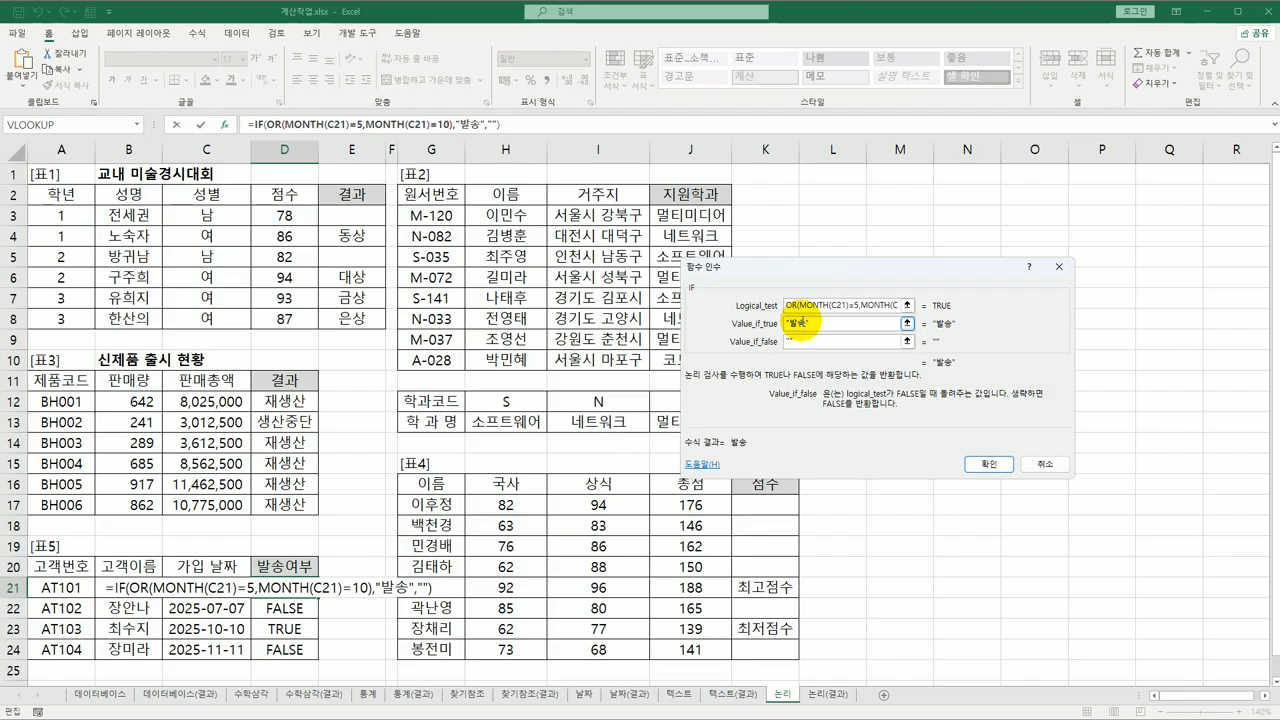 계산작업.xlsx - Excel
검색
로그인
파일 홈 삽입 페이지 레이아웃 수식 데이터 검토 보기 개발 도구 도움말 공유
붙여넣기 잘라내기 복사 서식 복사
일반
자동 줄 바꿈
병합하고 가운데 맞춤
조건부 서식 표 서식
표준_소책... 표준 나쁨 보통 좋음
경고문 계산 메모 설명 텍스트 셀 확인
삽입 삭제 서식
자동 합계 채우기 지우기
정렬 및 필터 찾기 및 선택
클립보드 글꼴 맞춤 표시 형식 스타일 셀 편집
VLOOKUP =IF(OR(MONTH(C21)=5,MONTH(C21)=10),"발송","")
A B C D E F G H I J K L M N O P Q R
1 [표1] 교내 미술경시대회 [표2]
2 학년 성명 성별 점수 결과 원서번호 이름 거주지 지원학과
3 1 전세권 남 78 M-120 이민수 서울시 강북구 멀티미디어
4 1 노숙자 여 86 동상 N-082 김병훈 대전시 대덕구 네트워크
5 2 방귀남 남 82 S-035 최주영 인천시 남동구 소프트웨어
6 2 구주희 여 94 대상 M-072 길미라 서울시 성북구
7 3 유희지 여 93 금상 S-141 나태후 경기도 김포시
8 3 한산의 여 87 은상 N-033 전영태 경기도 고양시
9 M-037 조영선 강원도 춘천시
10 [표3] 신제품 출시 현황 A-028 박민혜 서울시 마포구
11 제품코드 판매량 판매총액 결과
12 BH001 642 8,025,000 재생산 학과코드 S N
13 BH002 241 3,012,500 생산중단 학 과 명 소프트웨어 네트워크
14 BH003 289 3,612,500 재생산
15 BH004 685 8,562,500 재생산 [표4]
16 BH005 917 11,462,500 재생산 이름 국사 상식 총점 점수
17 BH006 862 10,775,000 재생산 이후정 82 94 176
18 백천경 63 83 146
19 [표5] 민경배 76 86 162
20 고객번호 고객이름 가입 날짜 발송여부 김태하 62 88 150
21 AT101 =IF(OR(MONTH(C21)=5,MONTH(C21)=10),"발송","") 92 96 188 최고점수
22 AT102 장안나 2025-07-07 FALSE 곽난영 85 80 165
23 AT103 최수지 2025-10-10 TRUE 장채리 62 77 139 최저점수
24 AT104 장미라 2025-11-11 FALSE 봉전미 73 68 141
25
함수 인수 ?
IF
Logical_test OR(MONTH(C21)=5,MONTH(C = TRUE
Value_if_true "발송" = "발송"
Value_if_false "" = ""
= "발송"
논리 검사를 수행하여 TRUE나 FALSE에 해당하는 값을 반환합니다.
Value_if_false 은(는) logical_test가 FALSE일 때 돌려주는 값입니다. 생략하면
FALSE를 반환합니다.
수식 결과= 발송
도움말(H) 확인 취소
데이터베이스 데이터베이스(결과) 수학삼각 수학삼각(결과) 통계 통계(결과) 찾기참조 찾기참조(결과) 날짜 날짜(결과) 텍스트 텍스트(결과) 논리 논리(결과)
편집 140%